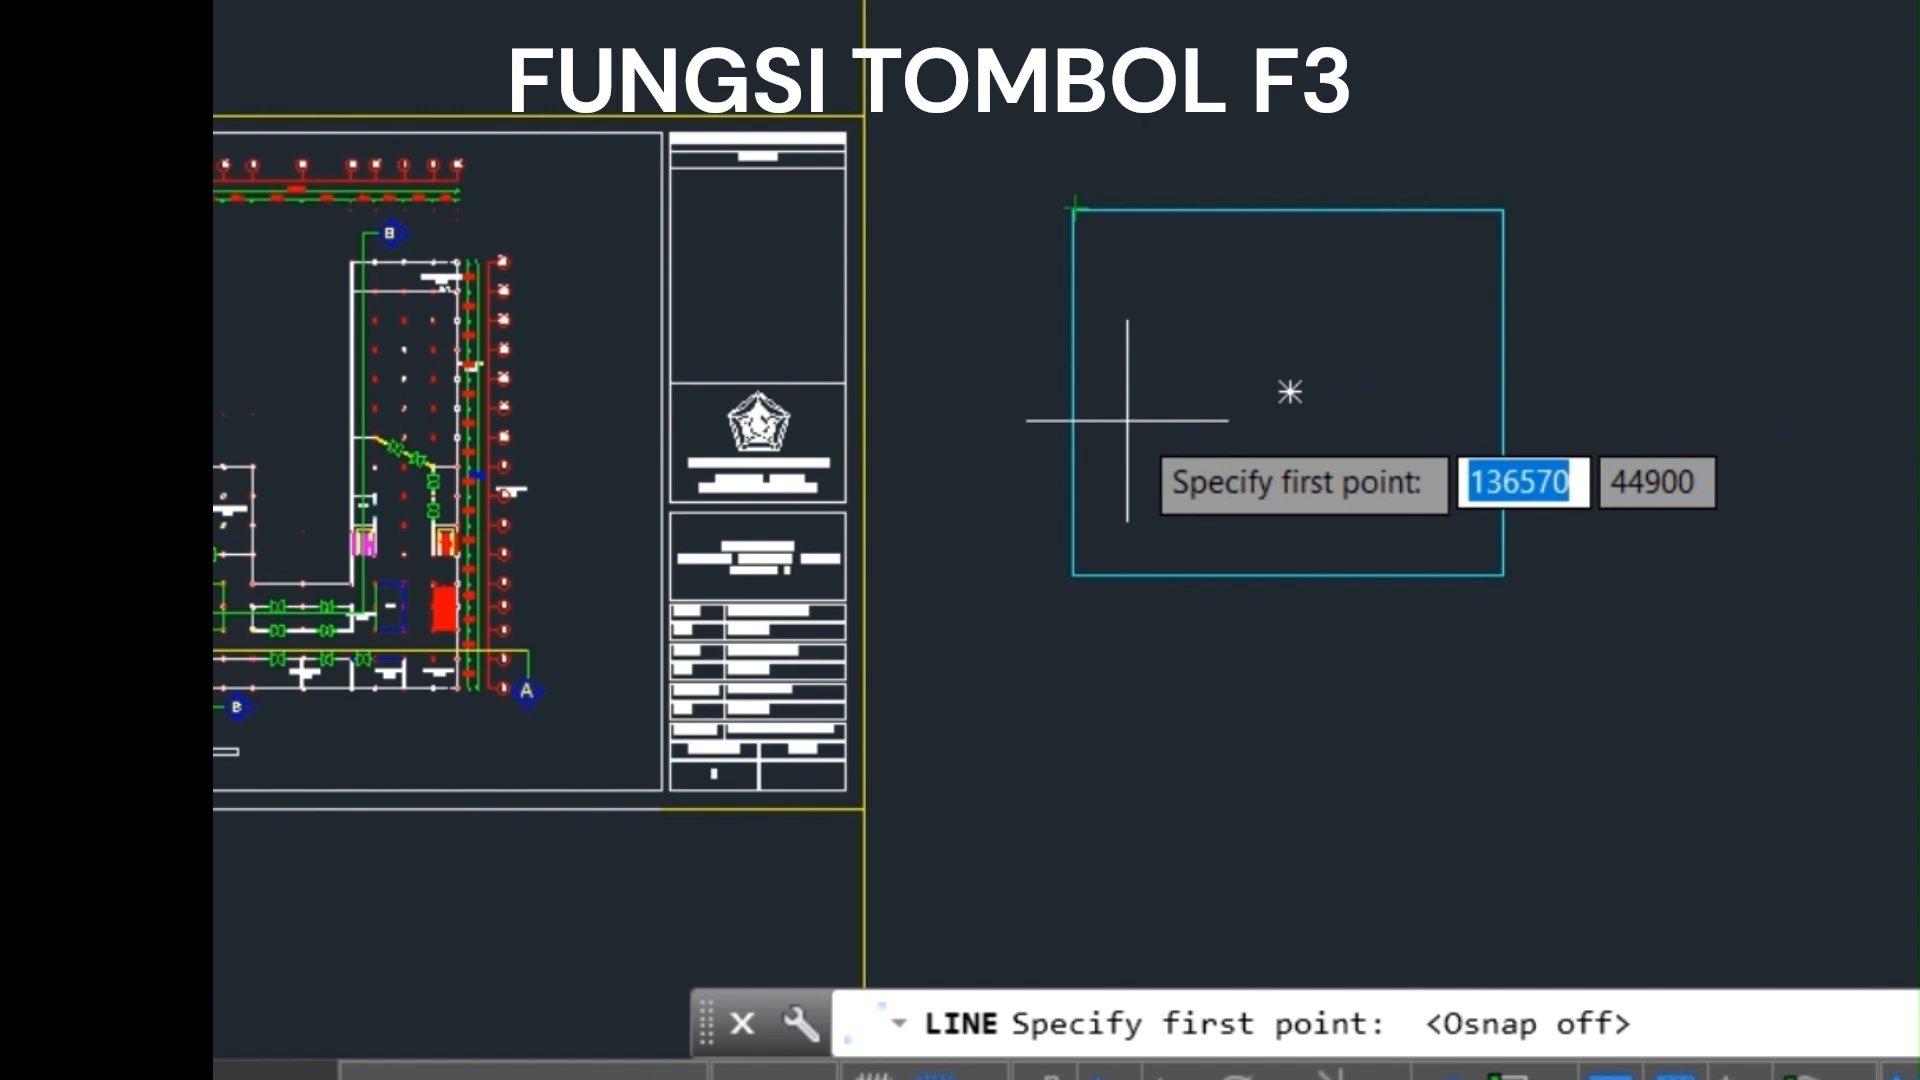 FUNGSI TOMBOL F3
B
Specify first point: 136570 44900
A
B
LINE Specify first point: <Osnap off>